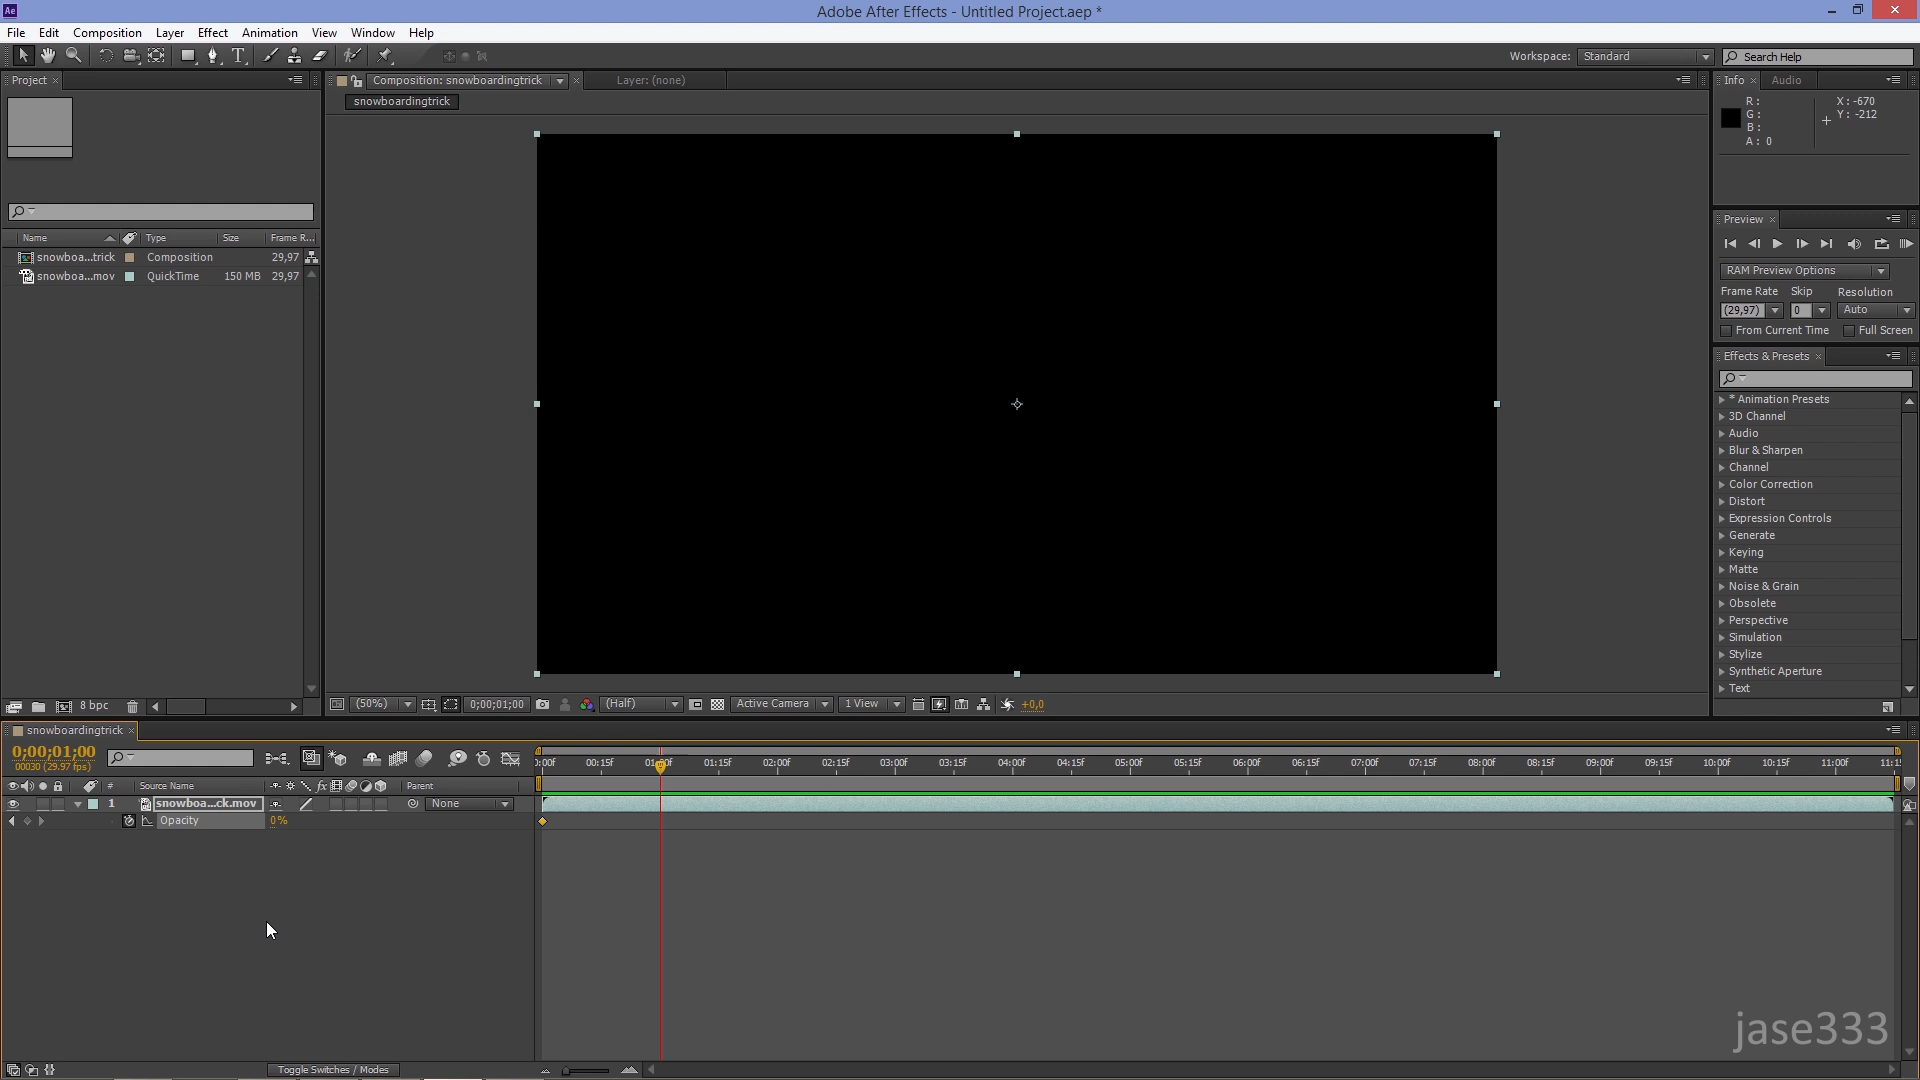 Adobe After Effects - Untitled Project.aep *
File Edit Composition Layer Effect Animation View Window Help
Workspace: Standard Search Help
Project
Composition: snowboardingtrick
Layer: (none)
snowboardingtrick
Info Audio
R :
G :
B :
A : 0
X : -670
Y : -212
Name Type Size Frame R...
snowboa...trick Composition 29,97
snowboa...mov QuickTime 150 MB 29,97
Preview
RAM Preview Options
Frame Rate Skip Resolution
(29,97) 0 Auto
From Current Time Full Screen
Effects & Presets
* Animation Presets
3D Channel
Audio
Blur & Sharpen
Channel
Color Correction
Distort
Expression Controls
Generate
Keying
Matte
Noise & Grain
Obsolete
Perspective
Simulation
Stylize
Synthetic Aperture
Text
8 bpc
(50%) 0;00;01;00 (Half) Active Camera 1 View +0,0
snowboardingtrick
0;00;01;00
00030 (29.97 fps)
00:15f 01:15f 02:00f 02:15f 03:00f 03:15f 04:00f 04:15f 05:00f 05:15f 06:00f 06:15f 07:00f 07:15f 08:00f 08:15f 09:00f 09:15f 10:00f 10:15f 11:00f
# Source Name fx Parent
1 snowboa...ck.mov None
Opacity 0%
Toggle Switches / Modes
jase333